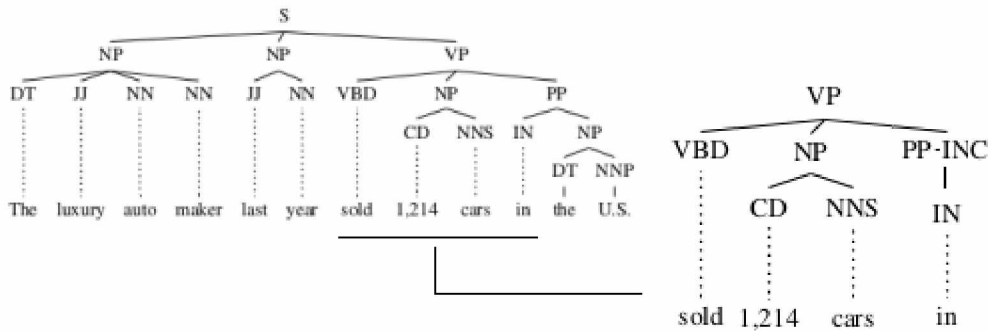 S
NP NP VP
DT JJ NN NN JJ NN VBD NP PP
CD NNS IN NP
DT NNP
The luxury auto maker last year sold 1,214 cars in the U.S.
VP
VBD NP PP-INC
CD NNS IN
sold 1,214 cars in